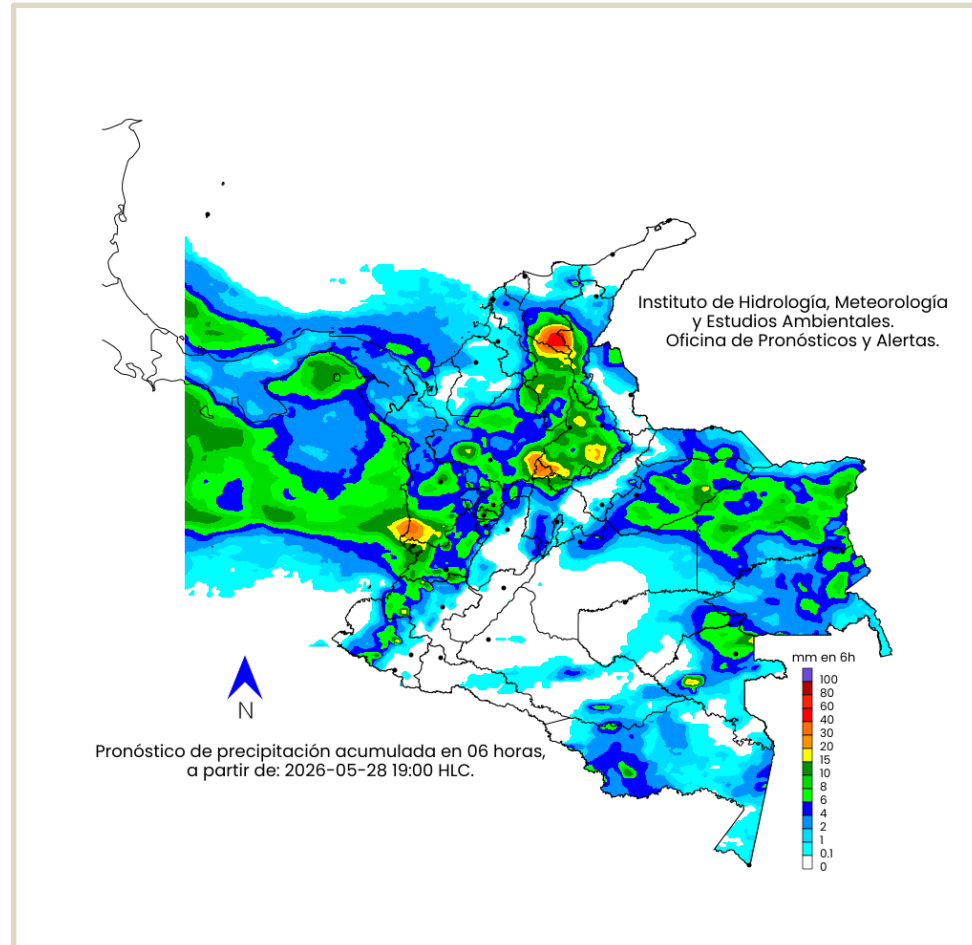 Instituto de Hidrología, Meteorología
y Estudios Ambientales.
Oficina de Pronósticos y Alertas.
N
Pronóstico de precipitación acumulada en 06 horas,
a partir de: 2026-05-28 19:00 HLC.
mm en 6h
100
80
60
40
30
20
15
10
8
6
4
2
1
0.1
0